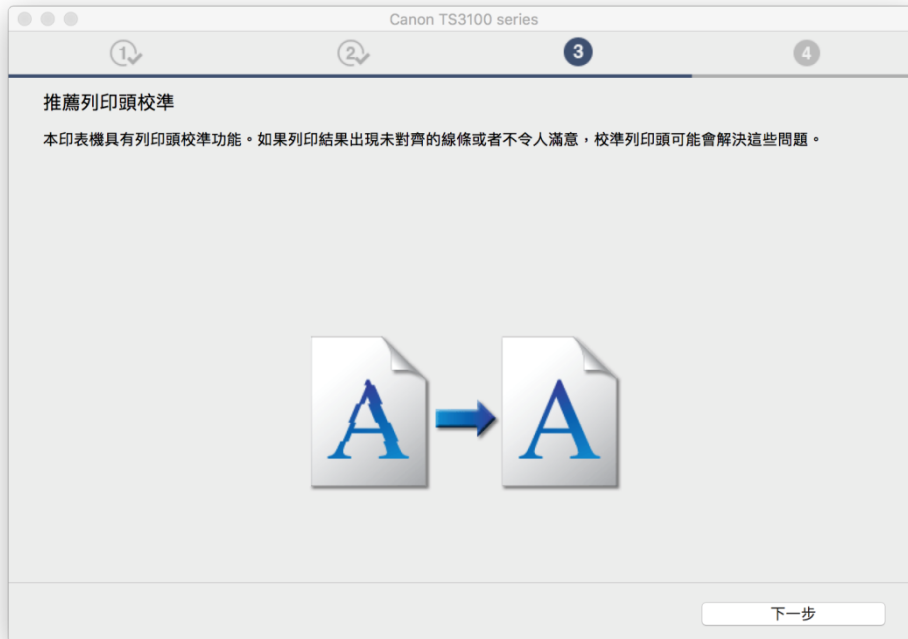 Canon TS3100 series
1 2 3 4
推薦列印頭校準
本印表機具有列印頭校準功能。如果列印結果出現未對齊的線條或者不令人滿意，校準列印頭可能會解決這些問題。
A A
下一步